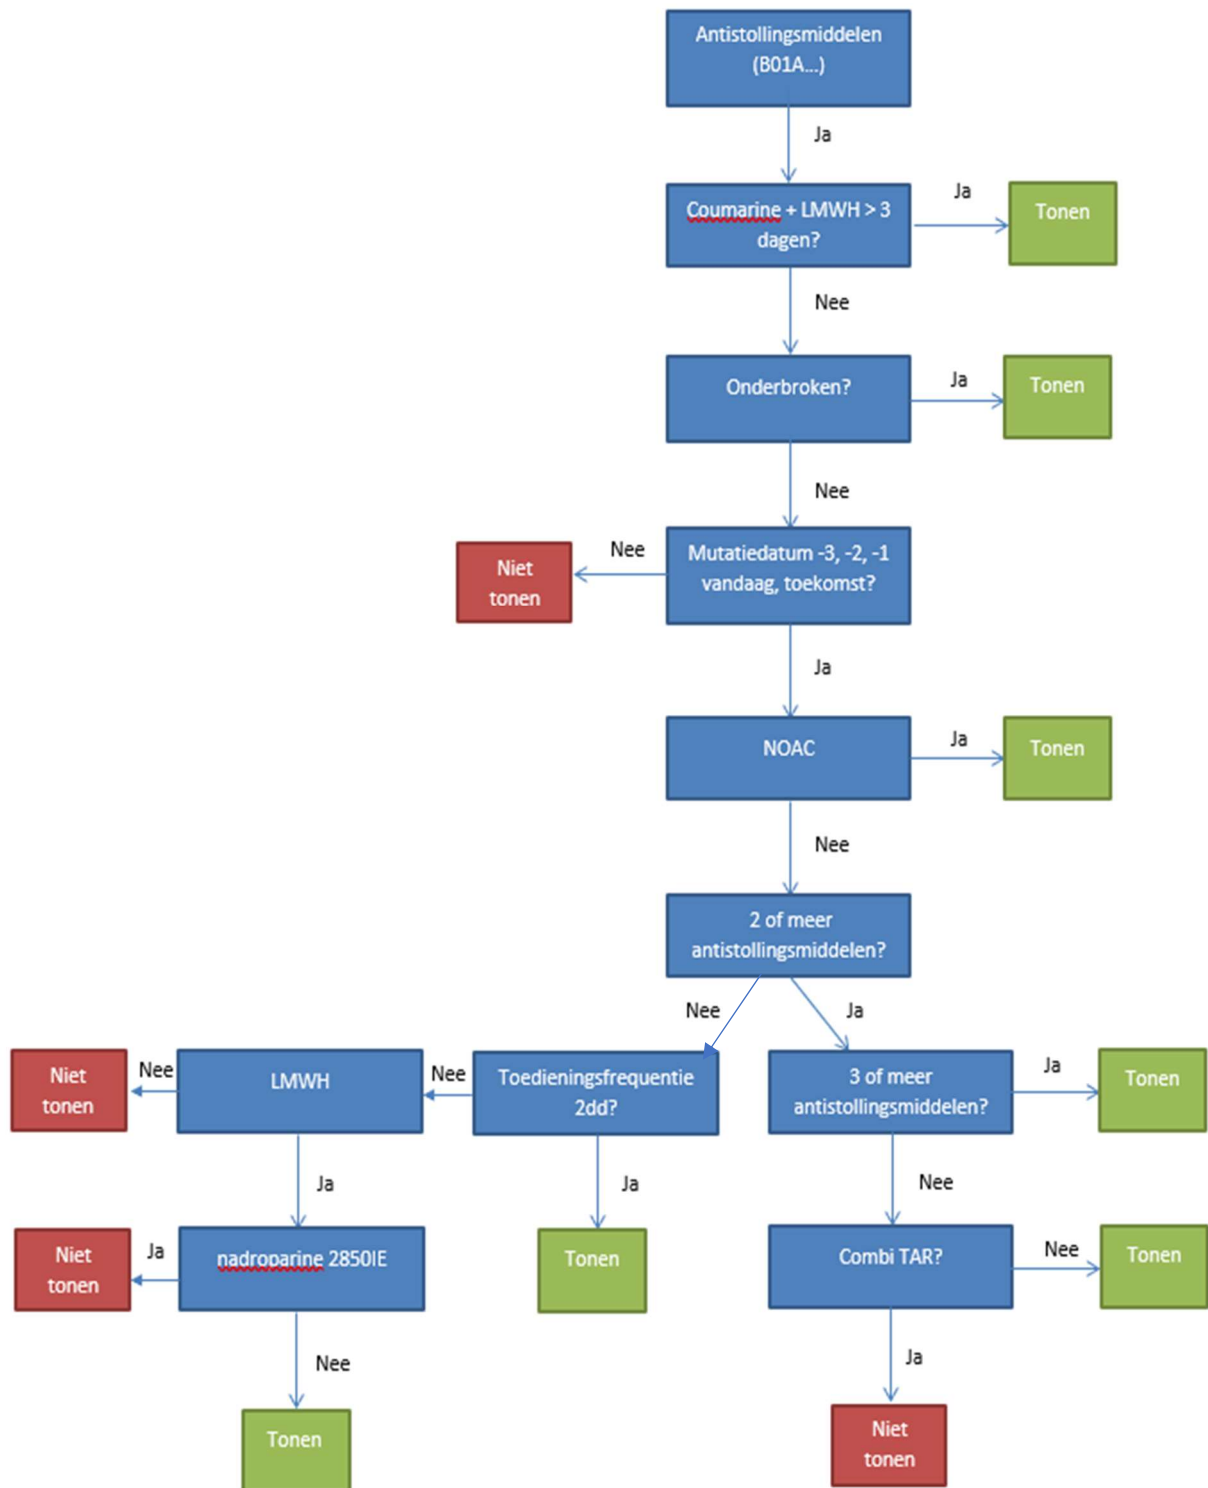 Antistollingsmiddelen
(B01A...)
Ja
Coumarine + LMWH > 3
dagen?
Ja
Tonen
Nee
Onderbroken?
Ja
Tonen
Nee
Mutatiedatum -3, -2, -1
vandaag, toekomst?
Nee
Niet
tonen
Ja
NOAC
Ja
Tonen
Nee
2 of meer
antistollingsmiddelen?
Nee
Ja
Niet
tonen
Nee
LMWH
Nee
Toedieningsfrequentie
2dd?
3 of meer
antistollingsmiddelen?
Ja
Tonen
Ja
Ja
Nee
Niet
tonen
Ja
nadroparine 2850IE
Tonen
Combi TAR?
Nee
Tonen
Nee
Ja
Tonen
Niet
tonen